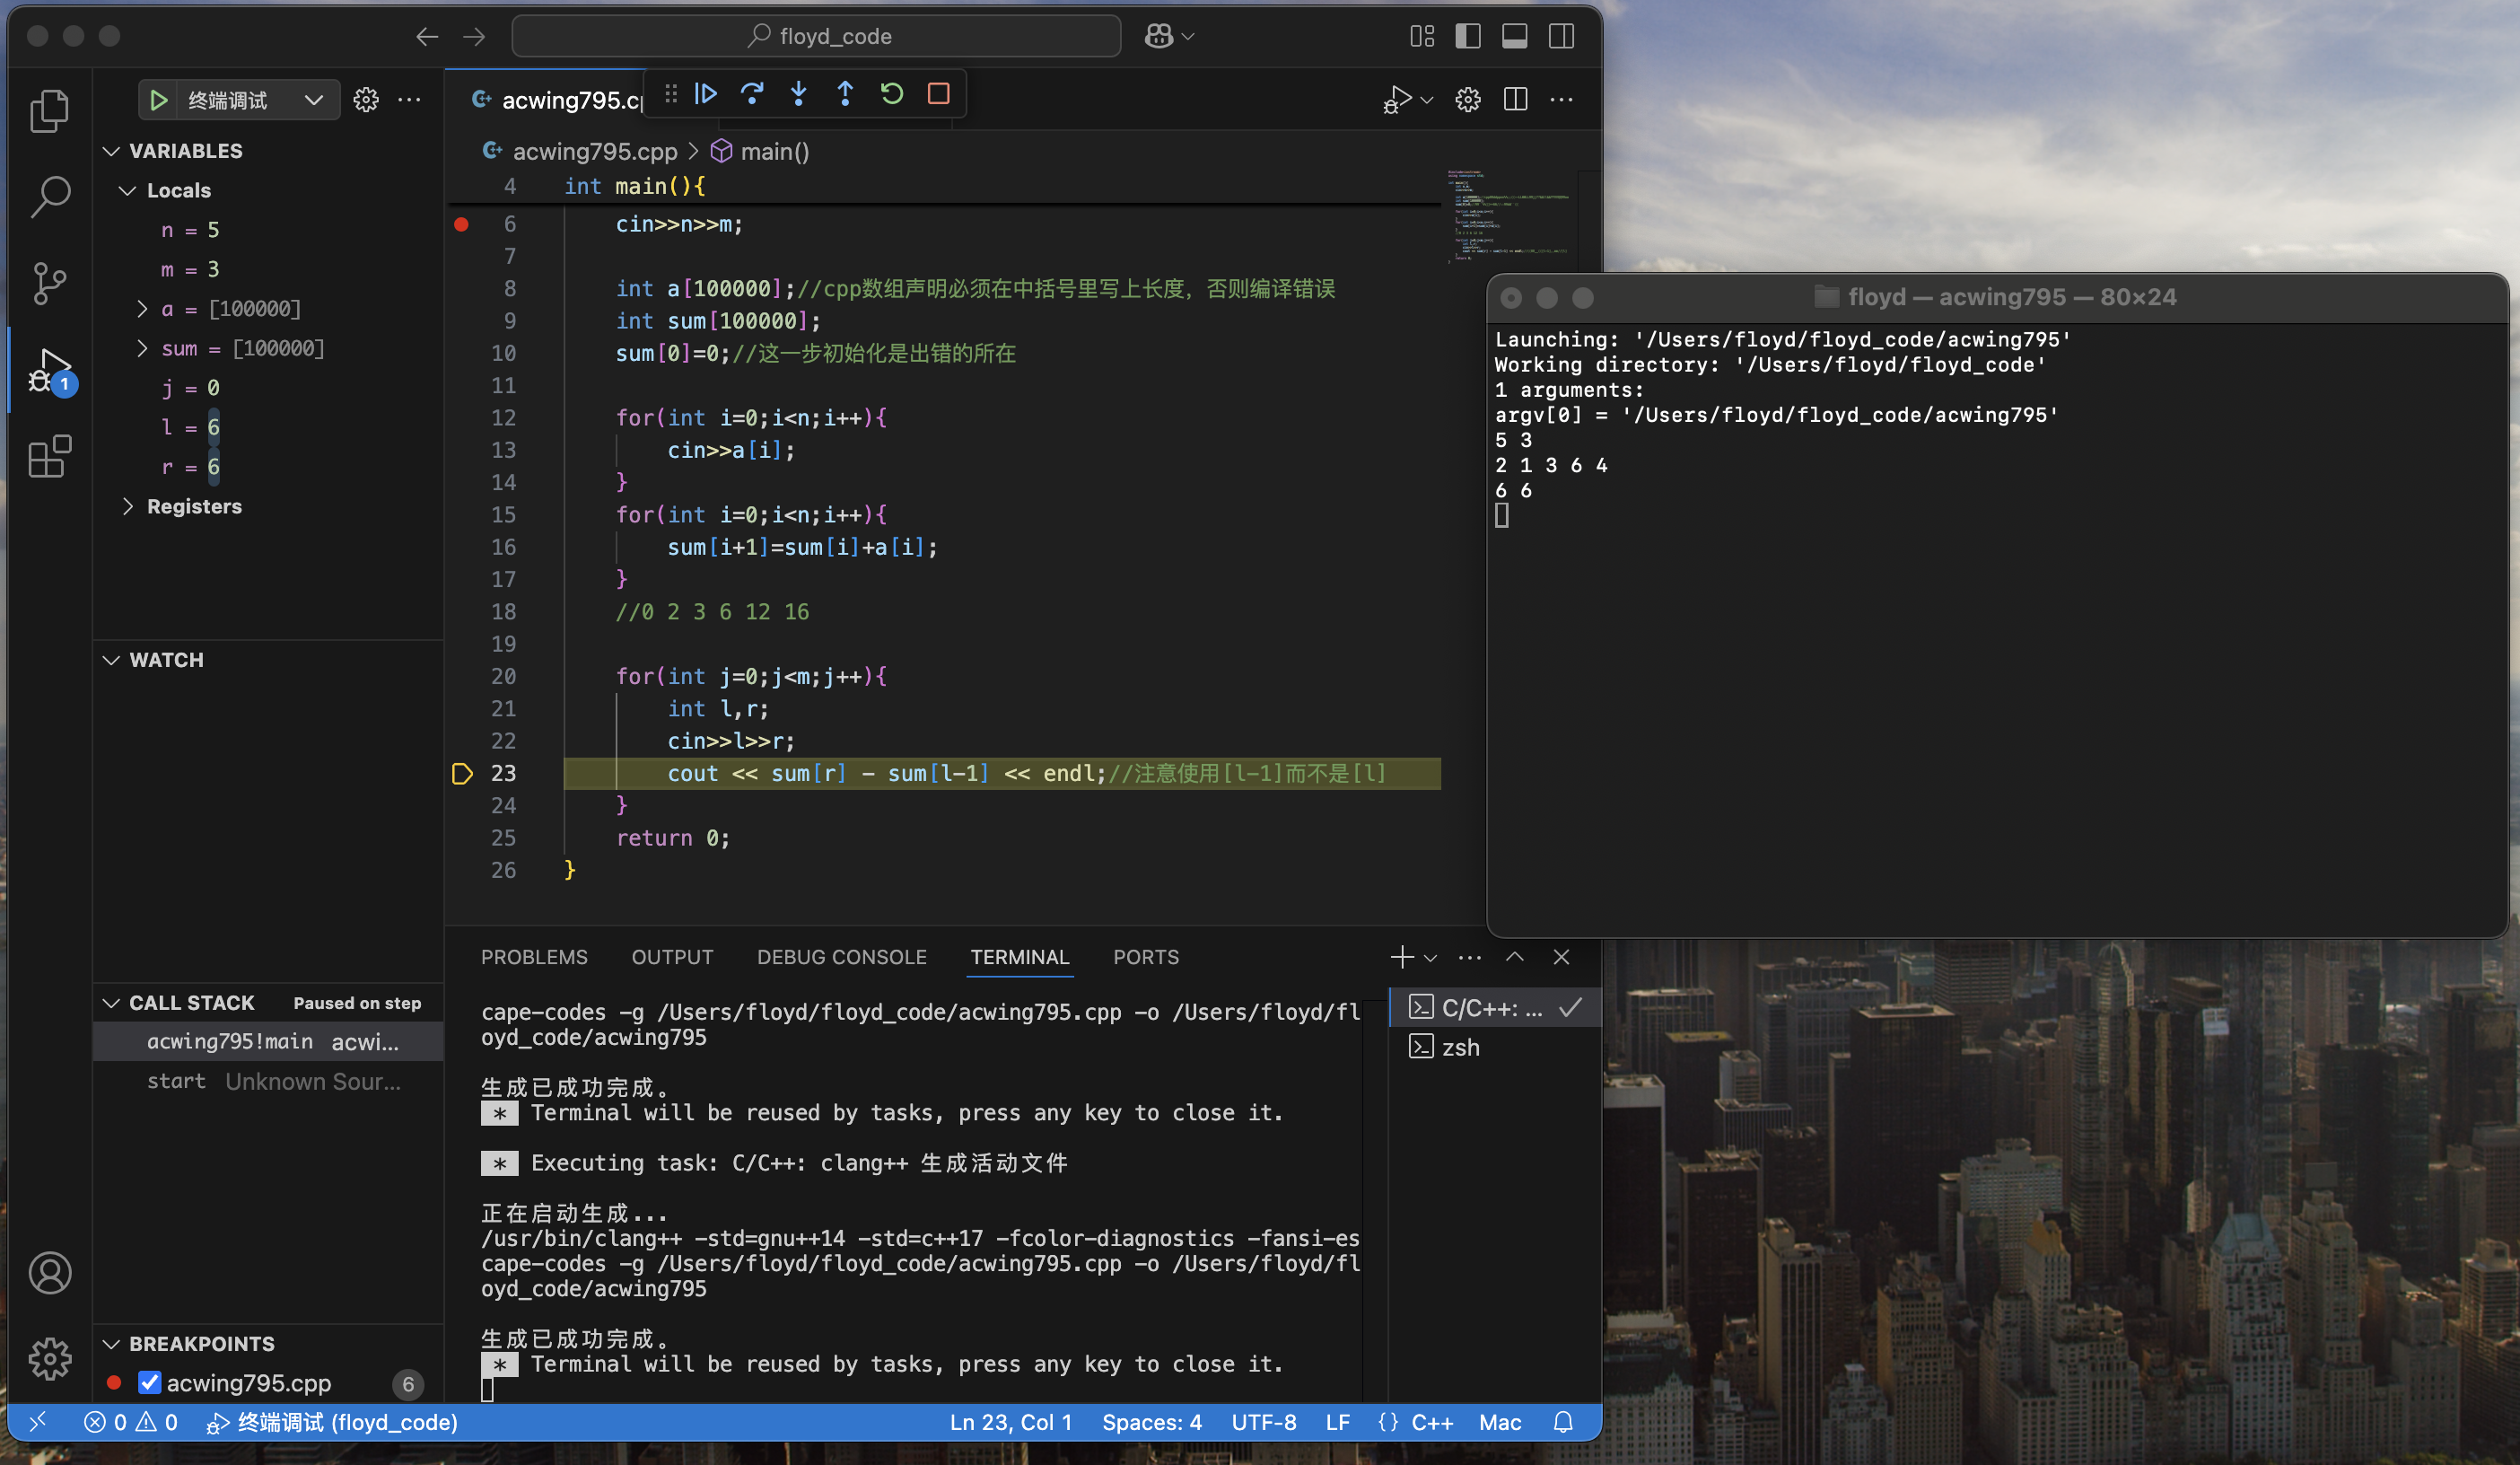 floyd_code
终端调试
acwing795.cp
acwing795.cpp > main()
VARIABLES
Locals
n = 5
m = 3
a = [100000]
sum = [100000]
j = 0
l = 6
r = 6
Registers
WATCH
CALL STACK Paused on step
acwing795!main acwi...
start Unknown Sour...
BREAKPOINTS
acwing795.cpp 6
1
4 int main(){
6 cin>>n>>m;
7
8 int a[100000];//cpp数组声明必须在中括号里写上长度，否则编译错误
9 int sum[100000];
10 sum[0]=0;//这一步初始化是出错的所在
11
12 for(int i=0;i<n;i++){
13 cin>>a[i];
14 }
15 for(int i=0;i<n;i++){
16 sum[i+1]=sum[i]+a[i];
17 }
18 //0 2 3 6 12 16
19
20 for(int j=0;j<m;j++){
21 int l,r;
22 cin>>l>>r;
23 cout << sum[r] - sum[l-1] << endl;//注意使用[l-1]而不是[l]
24 }
25 return 0;
26 }
PROBLEMS OUTPUT DEBUG CONSOLE TERMINAL PORTS
cape-codes -g /Users/floyd/floyd_code/acwing795.cpp -o /Users/floyd/fl
oyd_code/acwing795
生成已成功完成。
* Terminal will be reused by tasks, press any key to close it.
* Executing task: C/C++: clang++ 生成活动文件
正在启动生成...
/usr/bin/clang++ -std=gnu++14 -std=c++17 -fcolor-diagnostics -fansi-es
cape-codes -g /Users/floyd/floyd_code/acwing795.cpp -o /Users/floyd/fl
oyd_code/acwing795
生成已成功完成。
* Terminal will be reused by tasks, press any key to close it.
C/C++: ...
zsh
0 0 终端调试 (floyd_code) Ln 23, Col 1 Spaces: 4 UTF-8 LF {} C++ Mac
floyd — acwing795 — 80×24
Launching: '/Users/floyd/floyd_code/acwing795'
Working directory: '/Users/floyd/floyd_code'
1 arguments:
argv[0] = '/Users/floyd/floyd_code/acwing795'
5 3
2 1 3 6 4
6 6